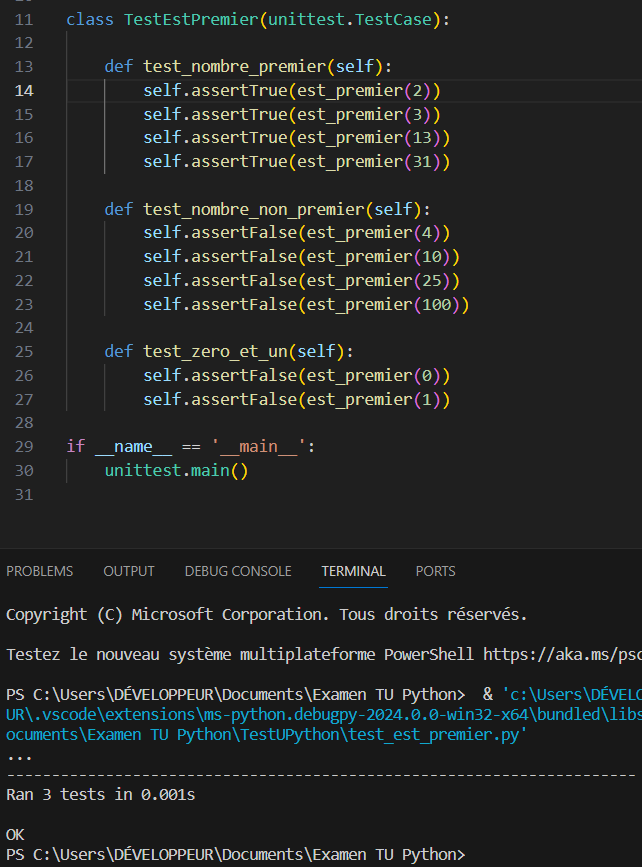 11 class TestEstPremier(unittest.TestCase):
12
13 def test_nombre_premier(self):
14 self.assertTrue(est_premier(2))
15 self.assertTrue(est_premier(3))
16 self.assertTrue(est_premier(13))
17 self.assertTrue(est_premier(31))
18
19 def test_nombre_non_premier(self):
20 self.assertFalse(est_premier(4))
21 self.assertFalse(est_premier(10))
22 self.assertFalse(est_premier(25))
23 self.assertFalse(est_premier(100))
24
25 def test_zero_et_un(self):
26 self.assertFalse(est_premier(0))
27 self.assertFalse(est_premier(1))
28
29 if __name__ == '__main__':
30 unittest.main()
31
PROBLEMS OUTPUT DEBUG CONSOLE TERMINAL PORTS
Copyright (C) Microsoft Corporation. Tous droits réservés.
Testez le nouveau système multiplateforme PowerShell https://aka.ms/psc
PS C:\Users\DÉVELOPPEUR\Documents\Examen TU Python> & 'c:\Users\DÉVELO
UR\.vscode\extensions\ms-python.debugpy-2024.0.0-win32-x64\bundled\libs
ocuments\Examen TU Python\TestUPython\test_est_premier.py'
...
----------------------------------------------------------------------
Ran 3 tests in 0.001s
OK
PS C:\Users\DÉVELOPPEUR\Documents\Examen TU Python>